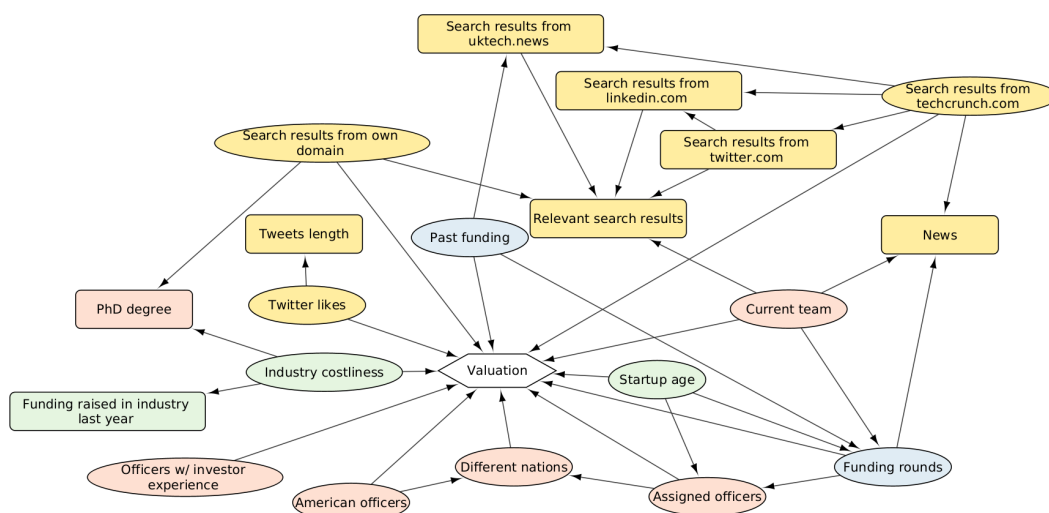 Search results from
uktech.news
Search results from
linkedin.com
Search results from
techcrunch.com
Search results from own
domain
Search results from
twitter.com
Relevant search results
Tweets length
Past funding
News
PhD degree
Twitter likes
Current team
Industry costliness
Valuation
Startup age
Funding raised in industry
last year
Officers w/ investor
experience
Different nations
Funding rounds
American officers
Assigned officers